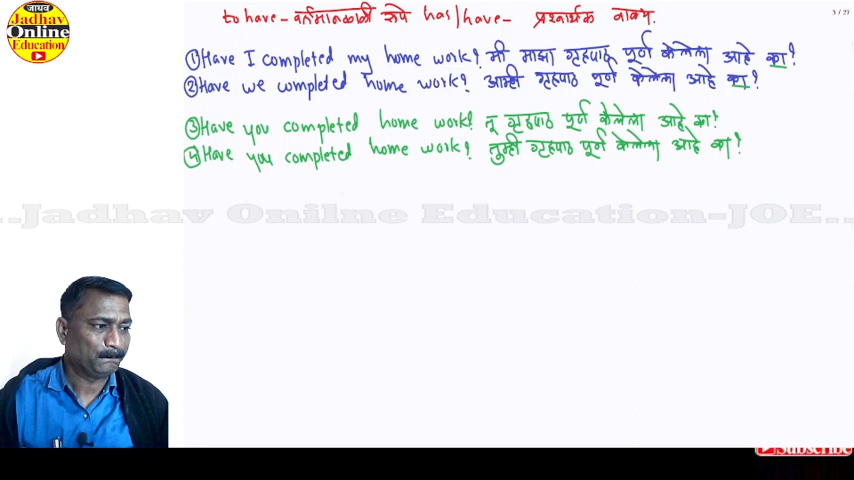 जाधव
Jadhav
Online
Education
to have - वर्तमानकाळी रुपे has/have - प्रश्नार्थक वाक्य.
3 / 27
① Have I completed my home work? मी माझा गृहपाठ पूर्ण केलेला आहे का?
② Have we completed home work? आम्ही गृहपाठ पूर्ण केलेला आहे का?
③ Have you completed home work? तू गृहपाठ पूर्ण केलेला आहे का?
④ Have you completed home work? तुम्ही गृहपाठ पूर्ण केलेला आहे का?
..Jadhav Onilne Education-JOE..
Subscribe